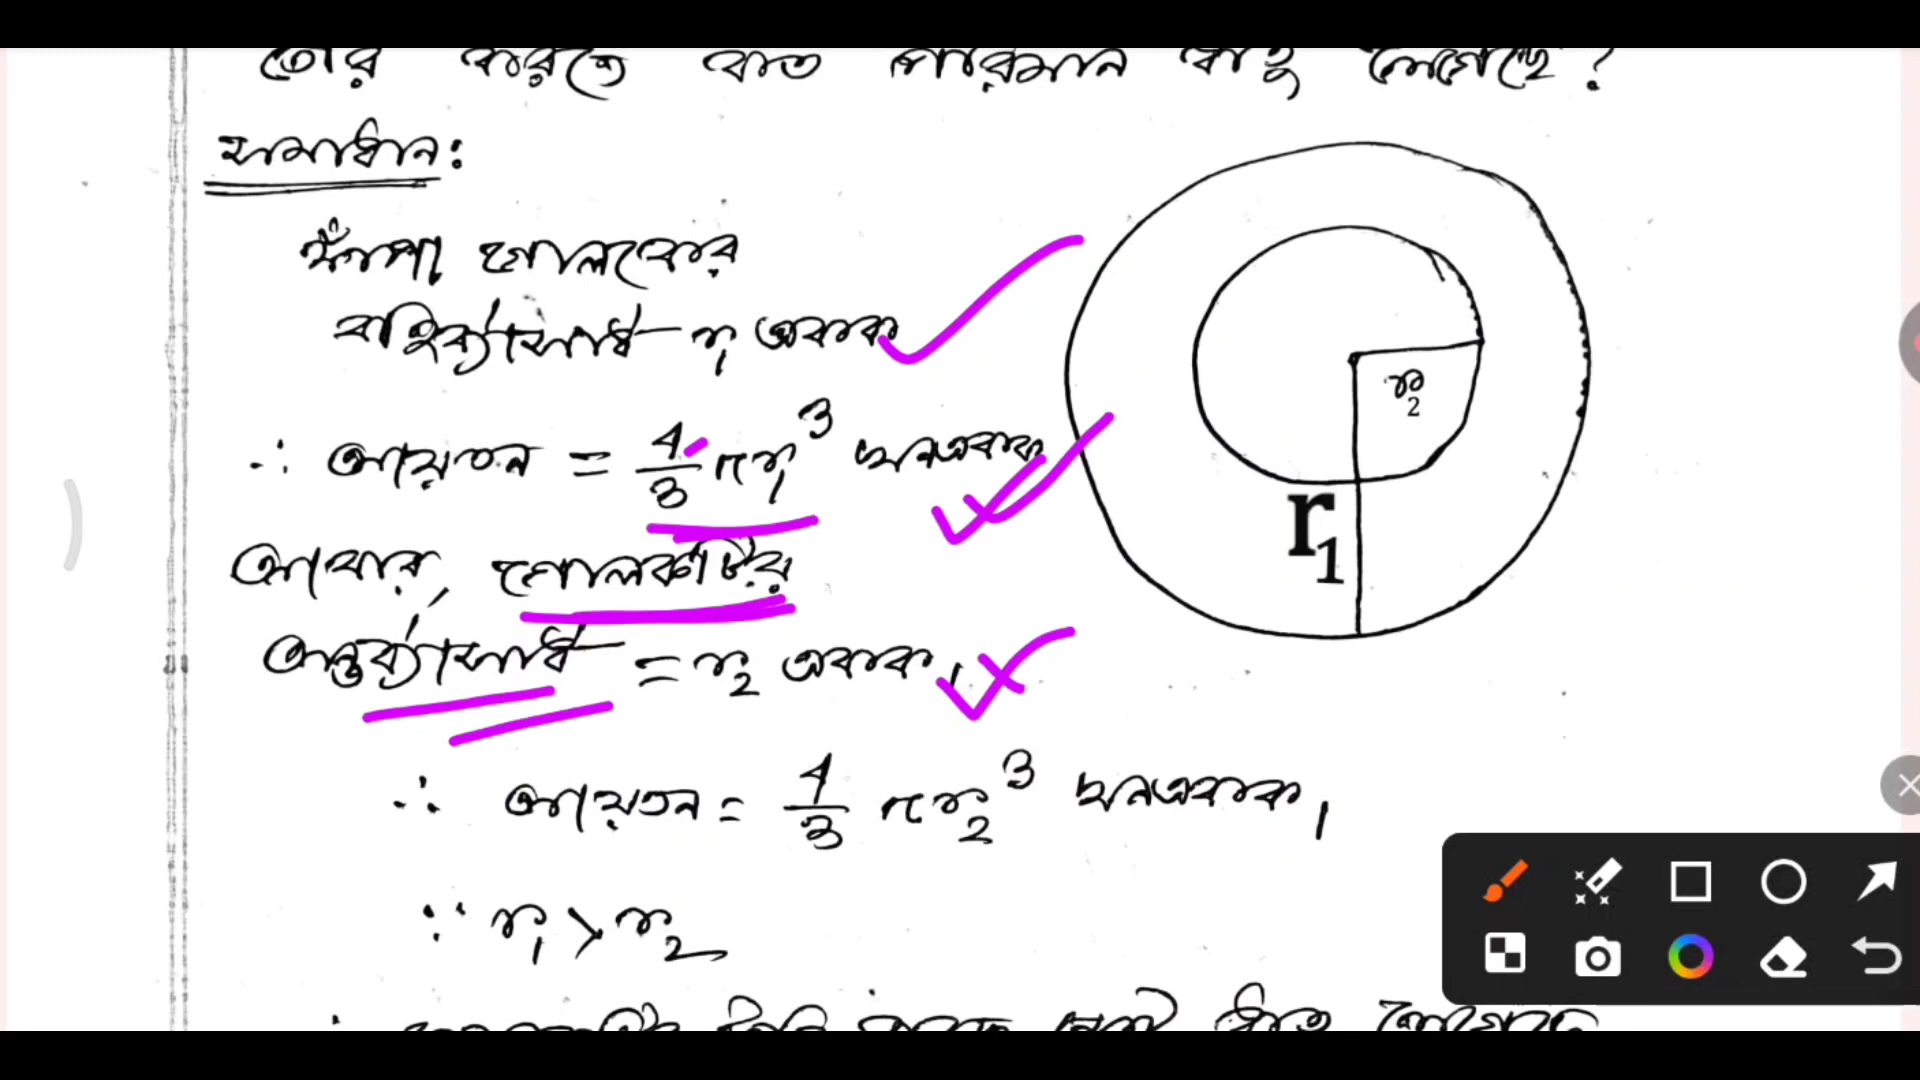 তৈরি করতে কত পরিমান ধাতু লেগেছে ?
সমাধান :
ফাঁপা গোলকের
বহির্ব্যাসার্ধ r₁ একক
∴ আয়তন = 4/3 πr₁³ ঘনএকক
আবার, গোলকটির
অন্তর্ব্যাসার্ধ = r₂ একক,
∴ আয়তন = 4/3 πr₂³ ঘনএকক,
∵ r₁ > r₂
r₂
r₁